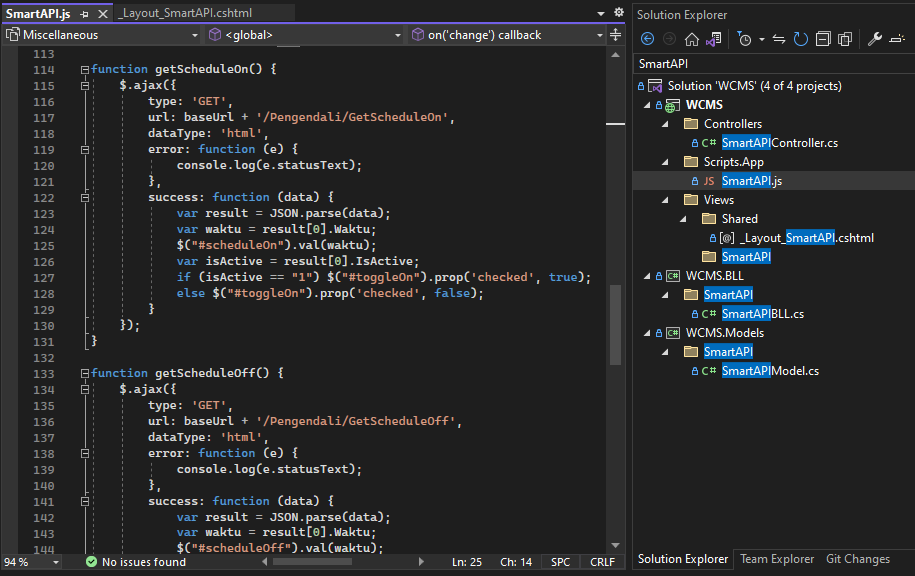 SmartAPI.js
_Layout_SmartAPI.cshtml
Miscellaneous
<global>
on('change') callback
113
114 function getScheduleOn() {
115 $.ajax({
116 type: 'GET',
117 url: baseUrl + '/Pengendali/GetScheduleOn',
118 dataType: 'html',
119 error: function (e) {
120 console.log(e.statusText);
121 },
122 success: function (data) {
123 var result = JSON.parse(data);
124 var waktu = result[0].Waktu;
125 $("#scheduleOn").val(waktu);
126 var isActive = result[0].IsActive;
127 if (isActive == "1") $("#toggleOn").prop('checked', true);
128 else $("#toggleOn").prop('checked', false);
129 }
130 });
131 }
132
133 function getScheduleOff() {
134 $.ajax({
135 type: 'GET',
136 url: baseUrl + '/Pengendali/GetScheduleOff',
137 dataType: 'html',
138 error: function (e) {
139 console.log(e.statusText);
140 },
141 success: function (data) {
142 var result = JSON.parse(data);
143 var waktu = result[0].Waktu;
144 $("#scheduleOff").val(waktu);
94 %
No issues found
Ln: 25
Ch: 14
SPC
CRLF
Solution Explorer
SmartAPI
Solution 'WCMS' (4 of 4 projects)
WCMS
Controllers
C# SmartAPIController.cs
Scripts.App
JS SmartAPI.js
Views
Shared
[@] _Layout_SmartAPI.cshtml
SmartAPI
C# WCMS.BLL
SmartAPI
C# SmartAPIBLL.cs
C# WCMS.Models
SmartAPI
C# SmartAPIModel.cs
Solution Explorer
Team Explorer
Git Changes